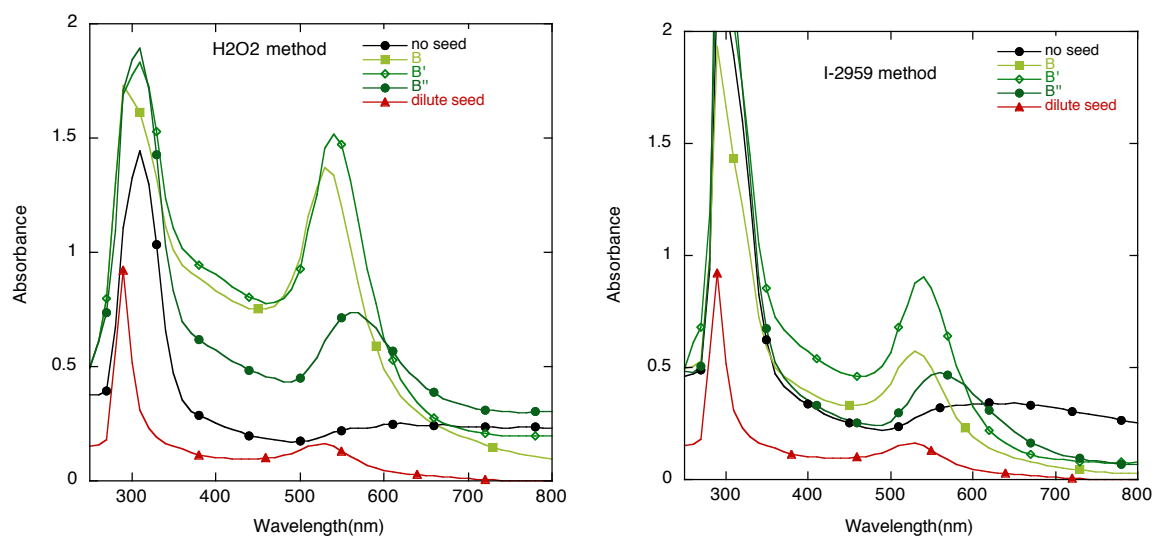 H2O2 method
no seed
B
B'
B"
dilute seed
2
1.5
1
0.5
0
300 400 500 600 700 800
Absorbance
Wavelength(nm)
I-2959 method
no seed
B
B'
B"
dilute seed
2
1.5
1
0.5
0
300 400 500 600 700 800
Absorbance
Wavelength(nm)